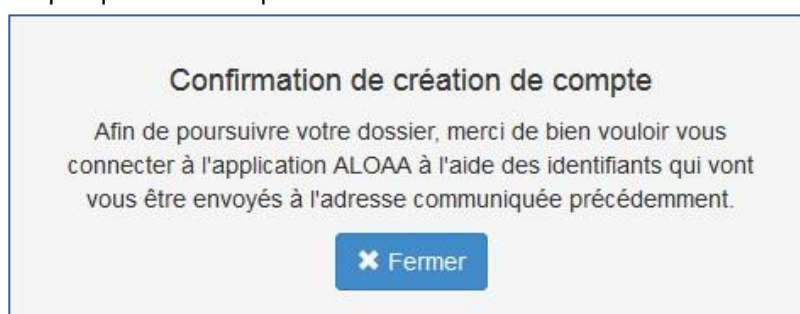 Confirmation de création de compte
Afin de poursuivre votre dossier, merci de bien vouloir vous
connecter à l'application ALOAA à l'aide des identifiants qui vont
vous être envoyés à l'adresse communiquée précédemment.
Fermer